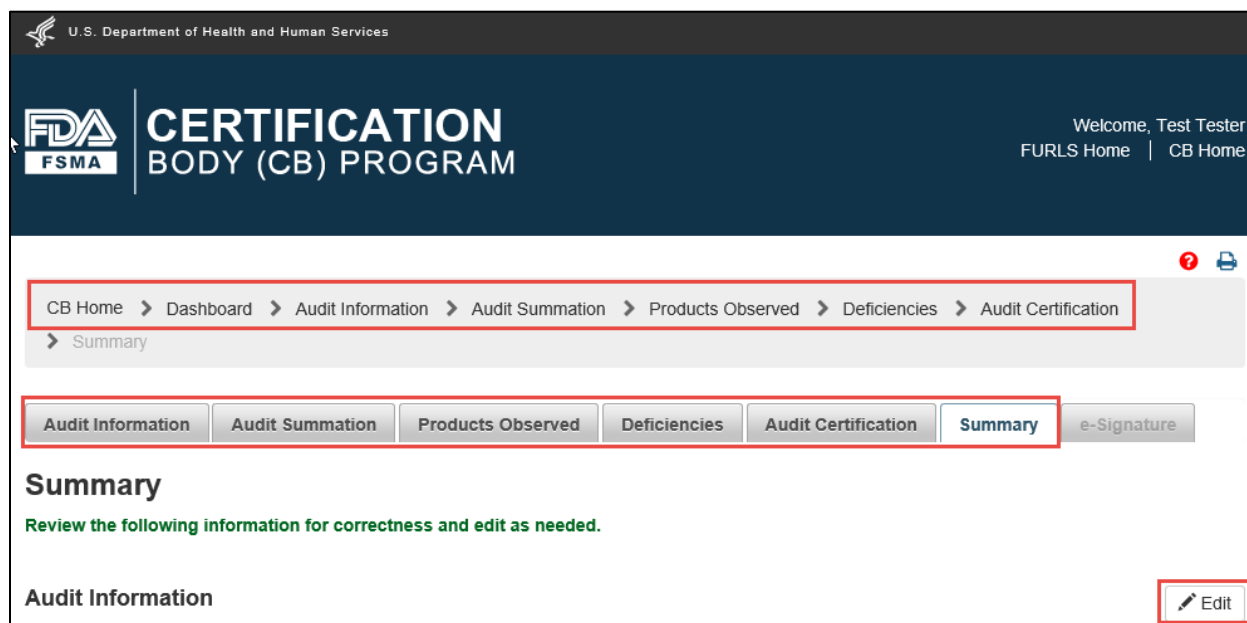 U.S. Department of Health and Human Services
FDA
FSMA
CERTIFICATION
BODY (CB) PROGRAM
Welcome, Test Tester
FURLS Home | CB Home
CB Home > Dashboard > Audit Information > Audit Summation > Products Observed > Deficiencies > Audit Certification
> Summary
Audit Information Audit Summation Products Observed Deficiencies Audit Certification Summary e-Signature
Summary
Review the following information for correctness and edit as needed.
Audit Information
Edit